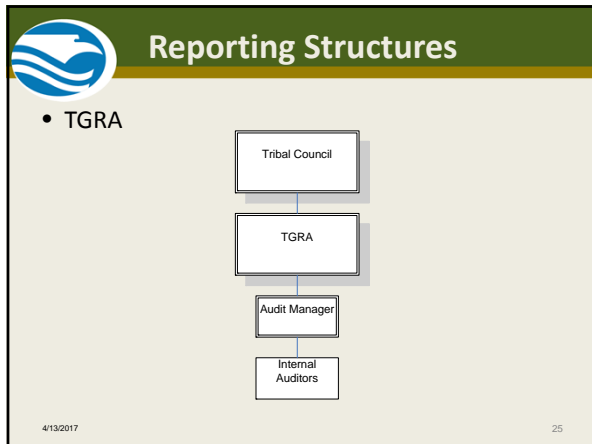 Reporting Structures
• TGRA
Tribal Council
TGRA
Audit Manager
Internal
Auditors
4/13/2017
25